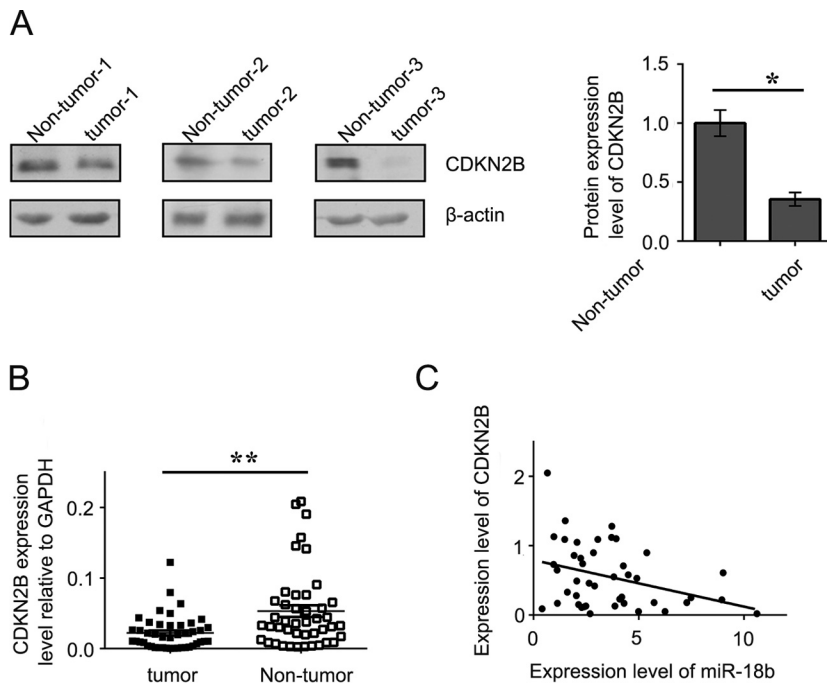 A
Non-tumor-1
tumor-1
Non-tumor-2
tumor-2
Non-tumor-3
tumor-3
CDKN2B
β-actin
Protein expression
level of CDKN2B
1.5
1.0
0.5
0.0
*
Non-tumor
tumor
B
CDKN2B expression
level relative to GAPDH
0.2
0.1
0.0
**
tumor
Non-tumor
C
Expression level of CDKN2B
2
1
0
0
5
10
Expression level of miR-18b